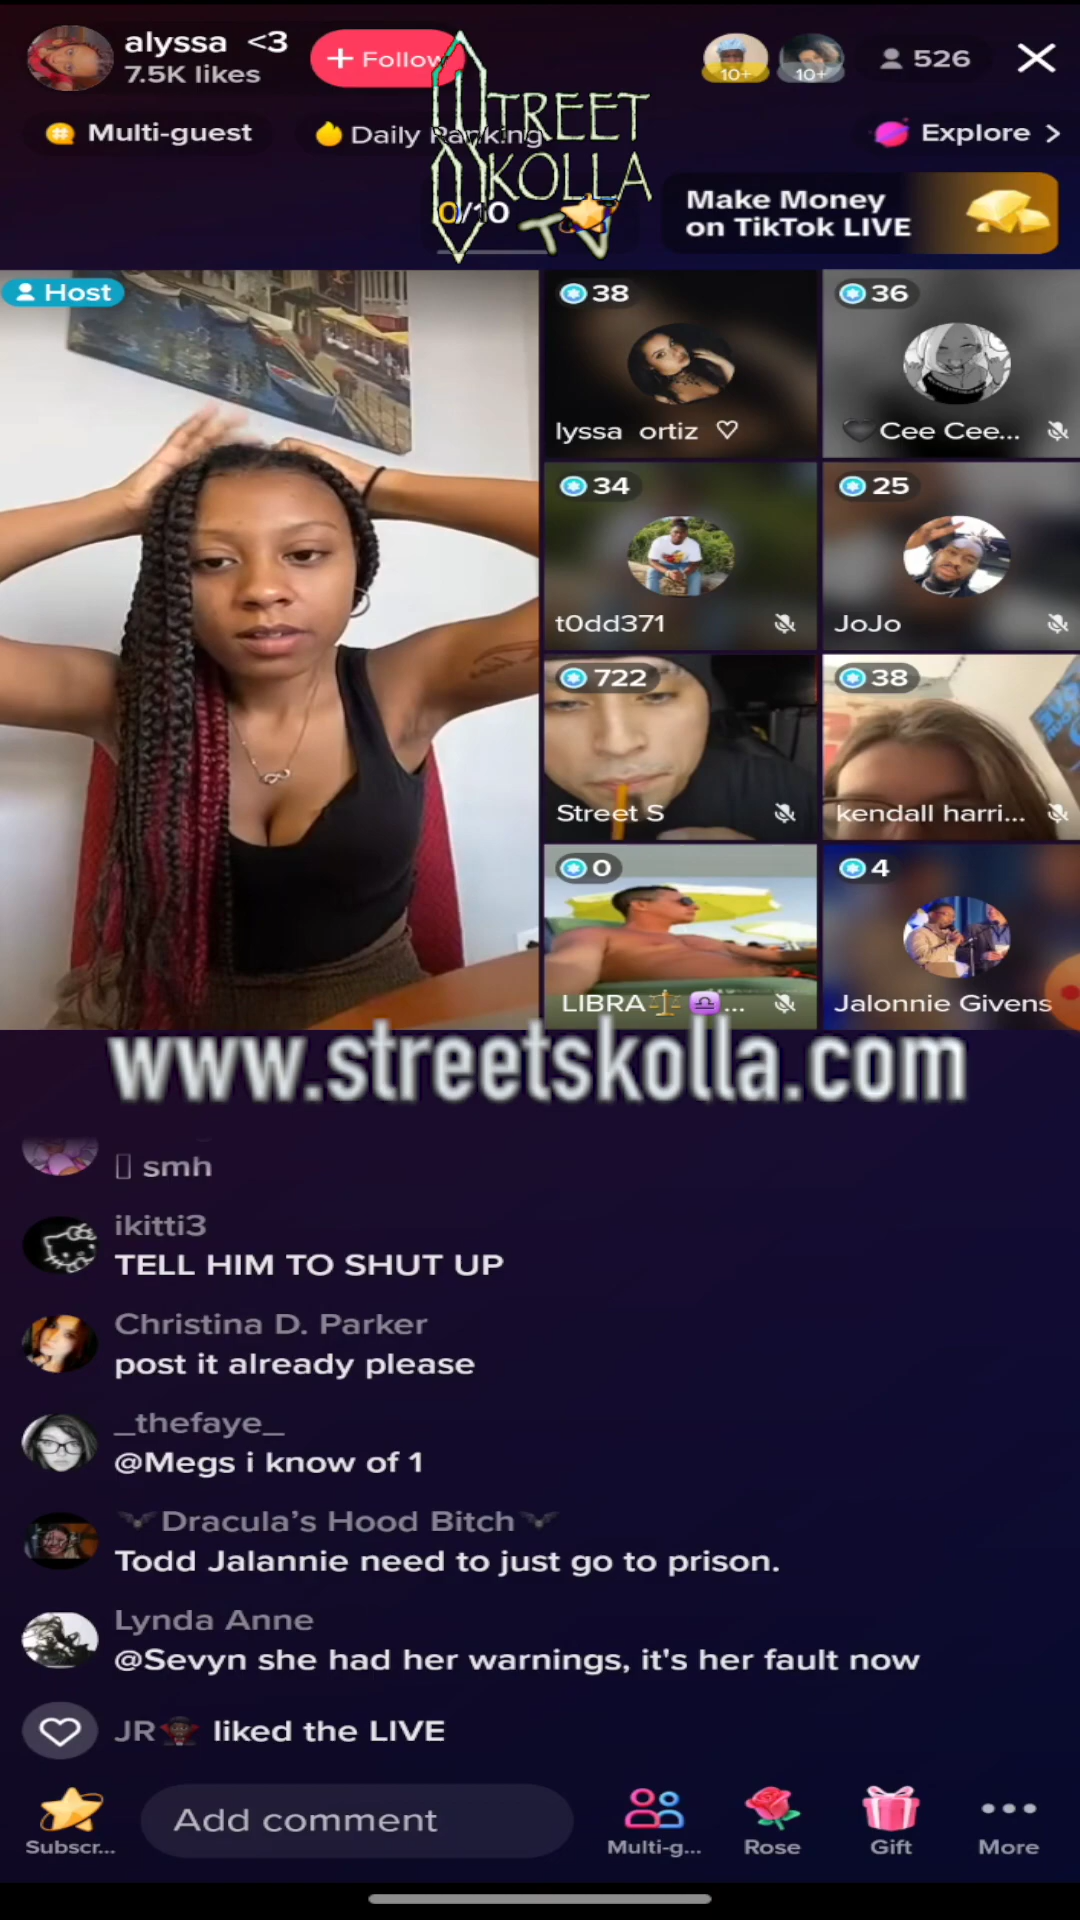 alyssa <3
7.5K likes
+ Follow
10+
10+
526
Multi-guest
Daily Ranking
Explore >
STREET
SKOLLA
TV
0/10
Make Money
on TikTok LIVE
Host
38
lyssa ortiz ♡
36
🖤Cee Cee...
34
t0dd371
25
JoJo
722
Street S
38
kendall harri...
0
LIBRA⚖️♎...
4
Jalonnie Givens
www.streetskolla.com
smh
ikitti3
TELL HIM TO SHUT UP
Christina D. Parker
post it already please
_thefaye_
@Megs i know of 1
🦇Dracula’s Hood Bitch🦇
Todd Jalannie need to just go to prison.
Lynda Anne
@Sevyn she had her warnings, it's her fault now
JR🧛🏿 liked the LIVE
Add comment
Subscr...
Multi-g...
Rose
Gift
More